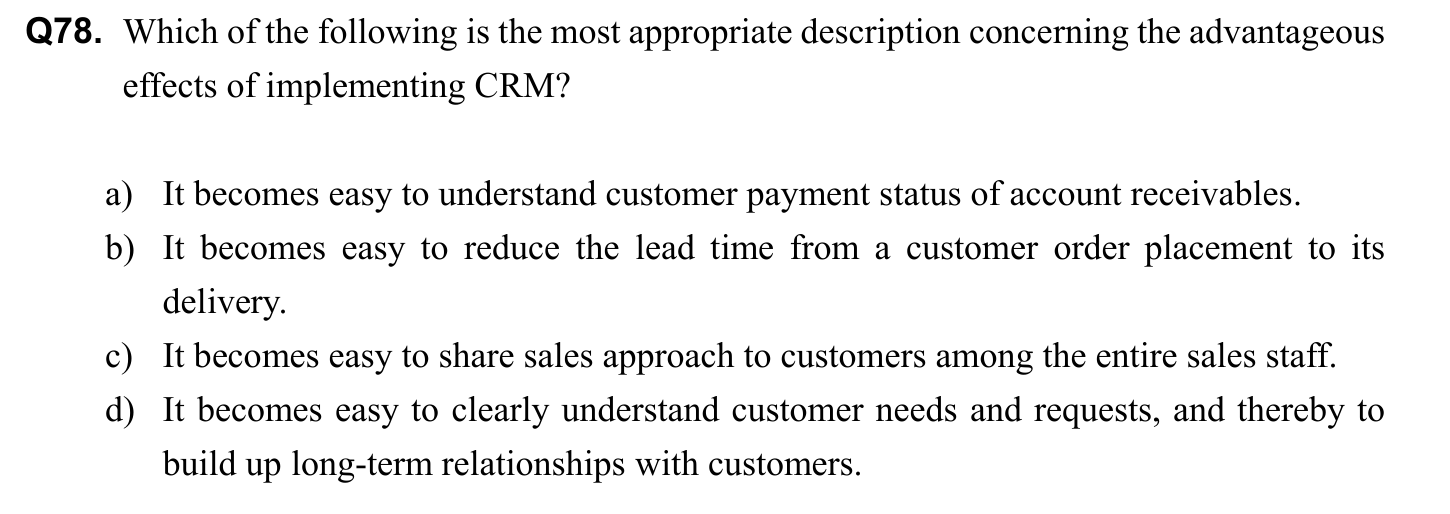 Q78. Which of the following is the most appropriate description concerning the advantageous
effects of implementing CRM?
a) It becomes easy to understand customer payment status of account receivables.
b) It becomes easy to reduce the lead time from a customer order placement to its
delivery.
c) It becomes easy to share sales approach to customers among the entire sales staff.
d) It becomes easy to clearly understand customer needs and requests, and thereby to
build up long-term relationships with customers.